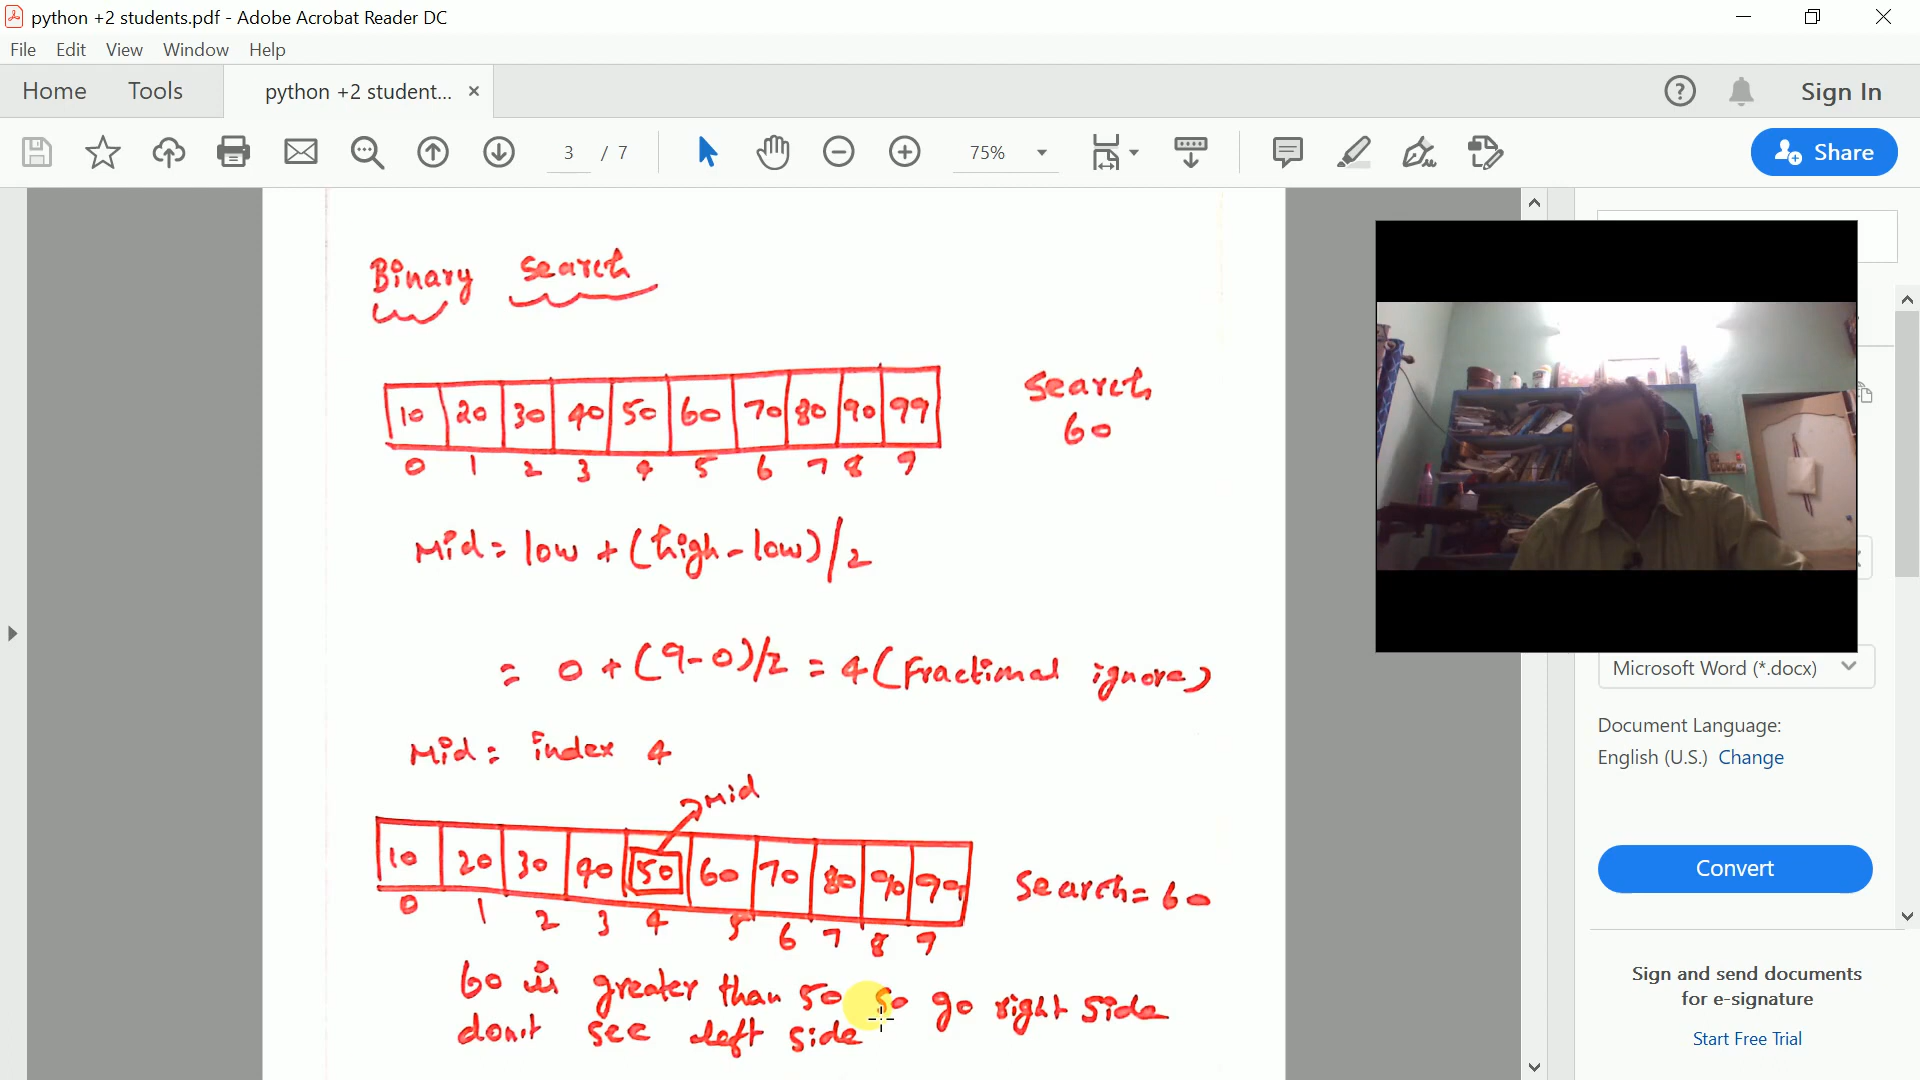 python +2 students.pdf - Adobe Acrobat Reader DC
File Edit View Window Help
Home Tools python +2 student... × Sign In
3 / 7 75% Share
Binary Search
10 20 30 40 50 60 70 80 90 99
0 1 2 3 4 5 6 7 8 9
Search
60
Mid = low + (high - low)/2
= 0 + (9-0)/2 = 4 (Fractional ignore)
Mid = index 4
Mid
10 20 30 40 50 60 70 80 90 99
0 1 2 3 4 5 6 7 8 9
Search = 60
60 is greater than 50 so go right side
don't see left side
Microsoft Word (*.docx)
Document Language:
English (U.S.) Change
Convert
Sign and send documents
for e-signature
Start Free Trial